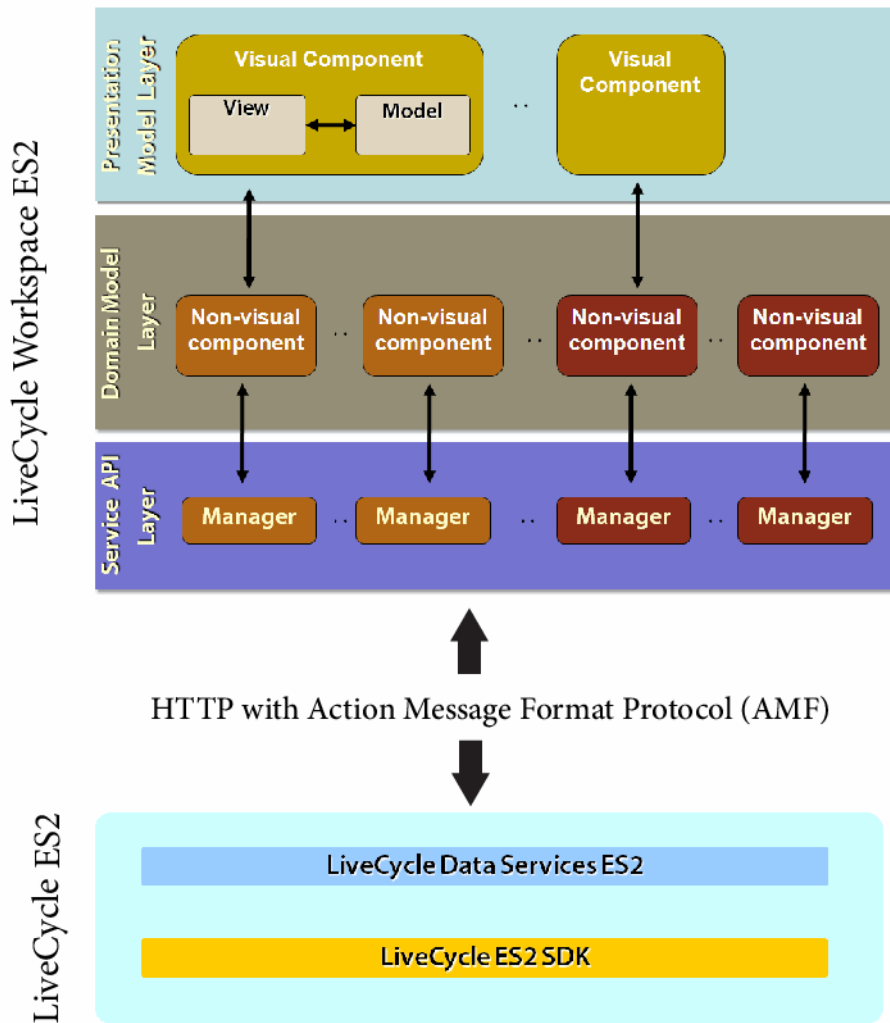 LiveCycle Workspace ES2
Presentation
Model Layer
Visual Component
View
Model
..
Visual
Component
Domain Model
Layer
Non-visual
component
..
Non-visual
component
..
Non-visual
component
..
Non-visual
component
Service API
Layer
Manager
..
Manager
..
Manager
..
Manager
HTTP with Action Message Format Protocol (AMF)
LiveCycle ES2
LiveCycle Data Services ES2
LiveCycle ES2 SDK